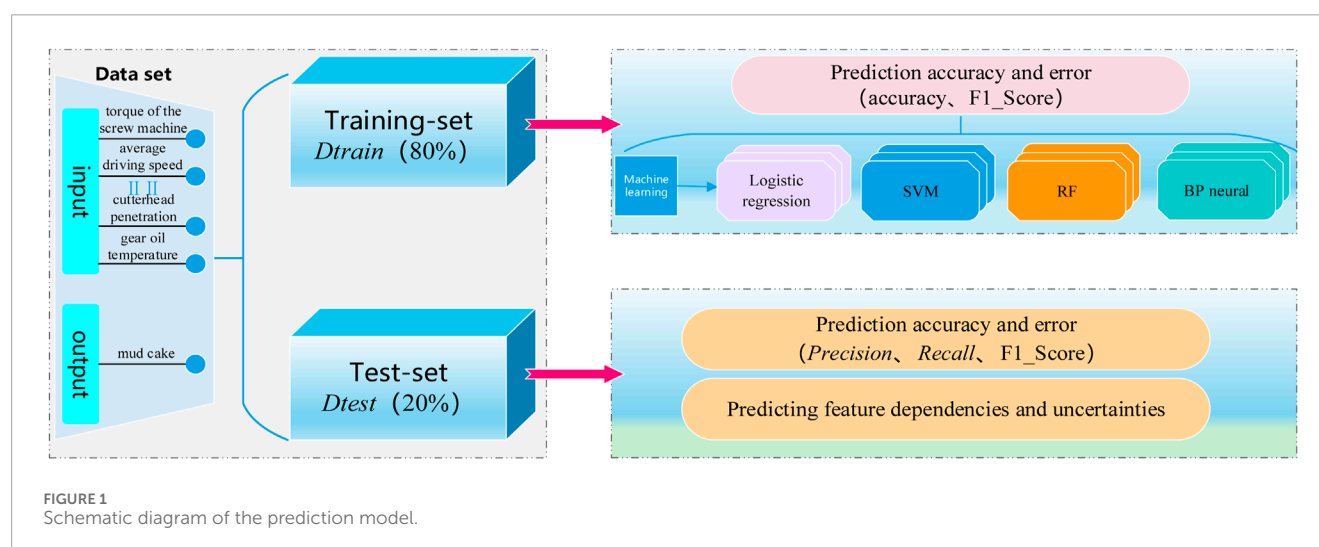 Data set
input
torque of the
screw machine
average
driving speed
cutterhead
penetration
gear oil
temperature
output
mud cake
Training-set
Dtrain（80%）
Test-set
Dtest（20%）
Prediction accuracy and error
（accuracy、F1_Score）
Machine
learning
Logistic
regression
SVM
RF
BP neural
Prediction accuracy and error
（Precision、Recall、F1_Score）
Predicting feature dependencies and uncertainties
FIGURE 1
Schematic diagram of the prediction model.